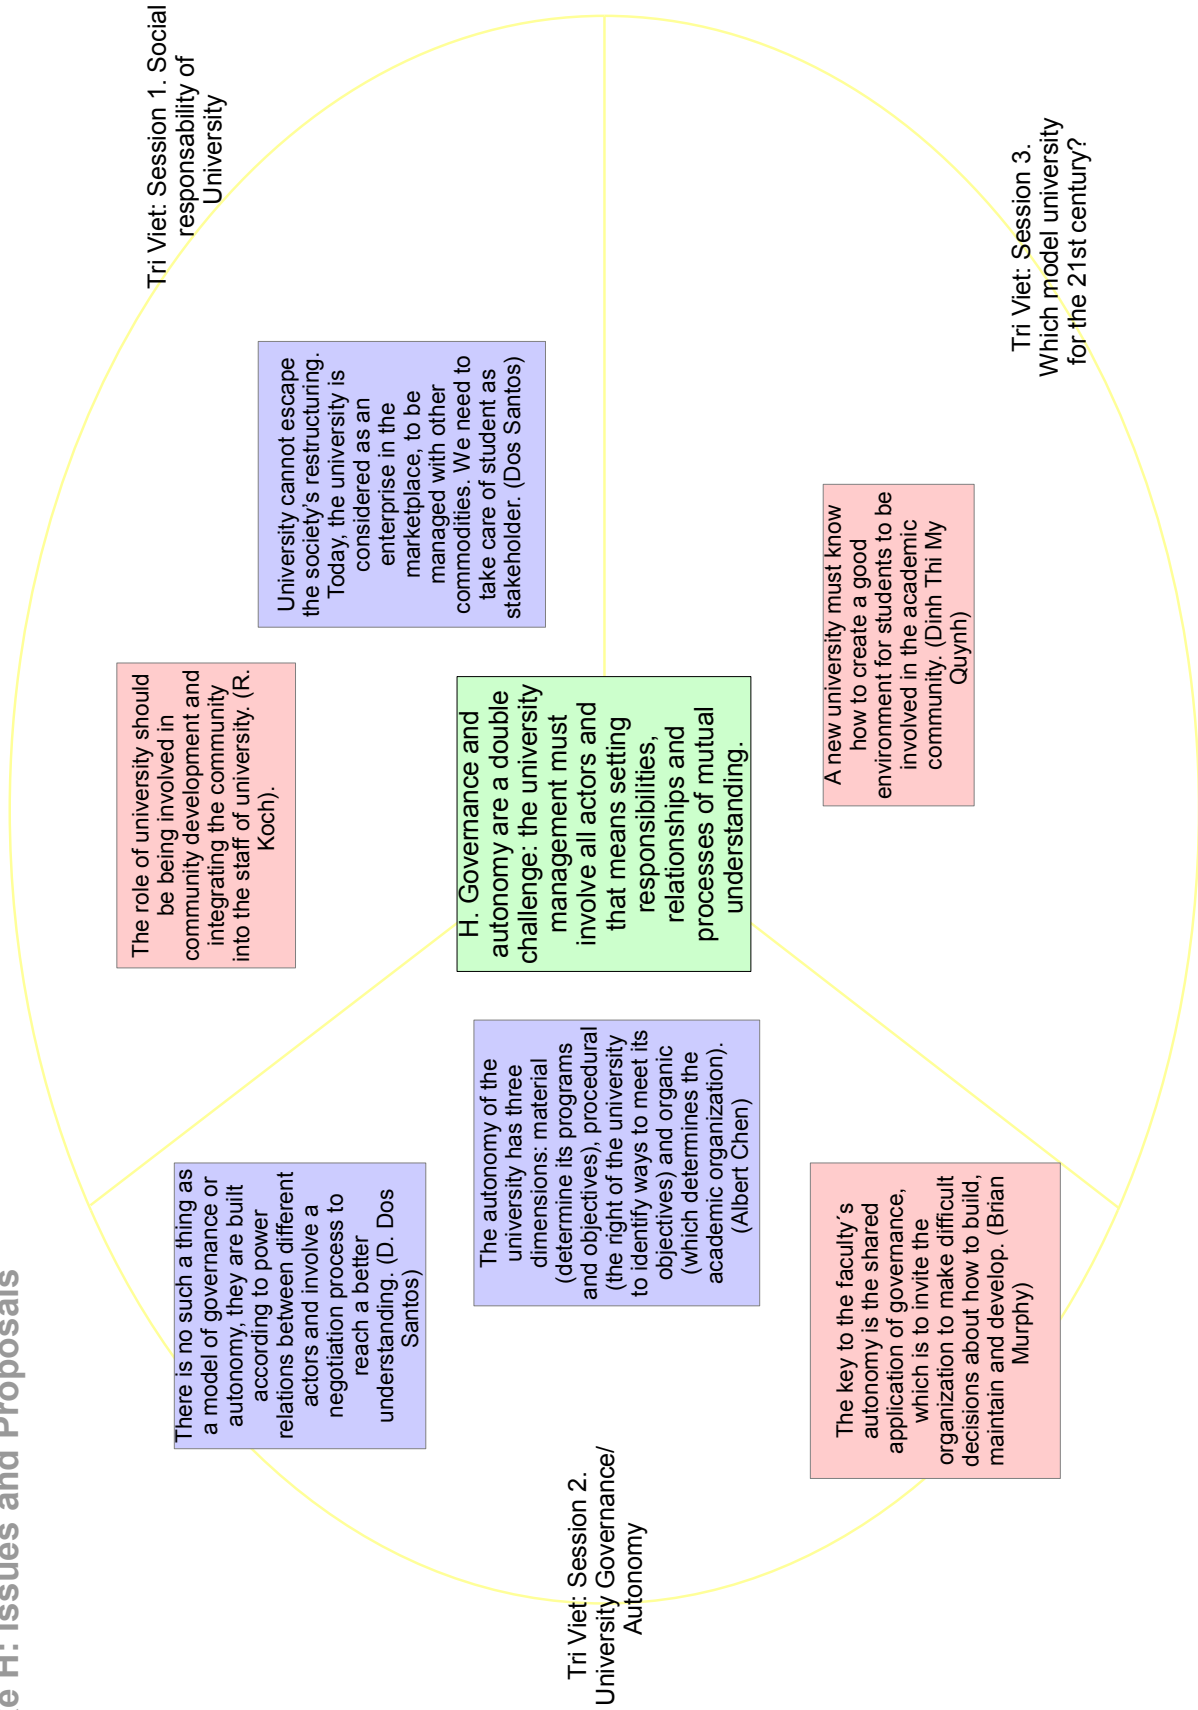 e H: Issues and Proposals
Tri Viet: Session 1. Social
responsability of
University
The role of university should
be being involved in
community development and
integrating the community
into the staff of university. (R.
Koch).
University cannot escape
the society's restructuring.
Today, the university is
considered as an
enterprise in the
marketplace, to be
managed with other
commodities. We need to
take care of student as
stakeholder. (Dos Santos)
There is no such a thing as
a model of governance or
autonomy, they are built
according to power
relations between different
actors and involve a
negotiation process to
reach a better
understanding. (D. Dos
Santos)
H. Governance and
autonomy are a double
challenge: the university
management must
involve all actors and
that means setting
responsibilities,
relationships and
processes of mutual
understanding.
The autonomy of the
university has three
dimensions: material
(determine its programs
and objectives), procedural
(the right of the university
to identify ways to meet its
objectives) and organic
(which determines the
academic organization).
(Albert Chen)
Tri Viet: Session 2.
University Governance/
Autonomy
The key to the faculty´s
autonomy is the shared
application of governance,
which is to invite the
organization to make difficult
decisions about how to build,
maintain and develop. (Brian
Murphy)
A new university must know
how to create a good
environment for students to be
involved in the academic
community. (Dinh Thi My
Quynh)
Tri Viet: Session 3.
Which model university
for the 21st century?